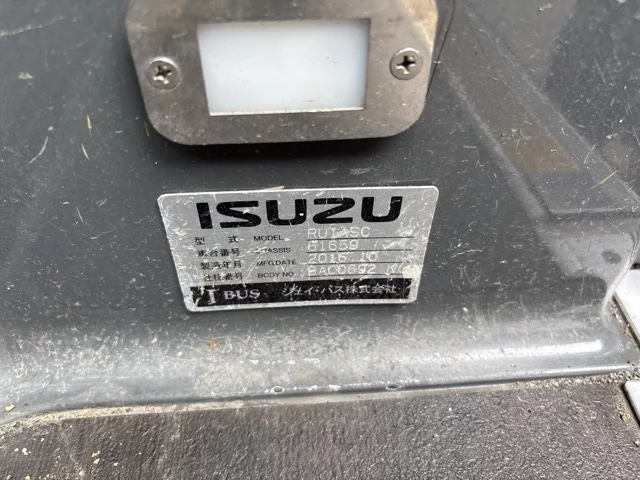 ISUZU
型 式 MODEL RU1ASC
車台番号 CHASSIS 61659
製造年月 MFG.DATE 2016.10
仕様番号 BODY NO.
J BUS ジェイ・バス株式会社